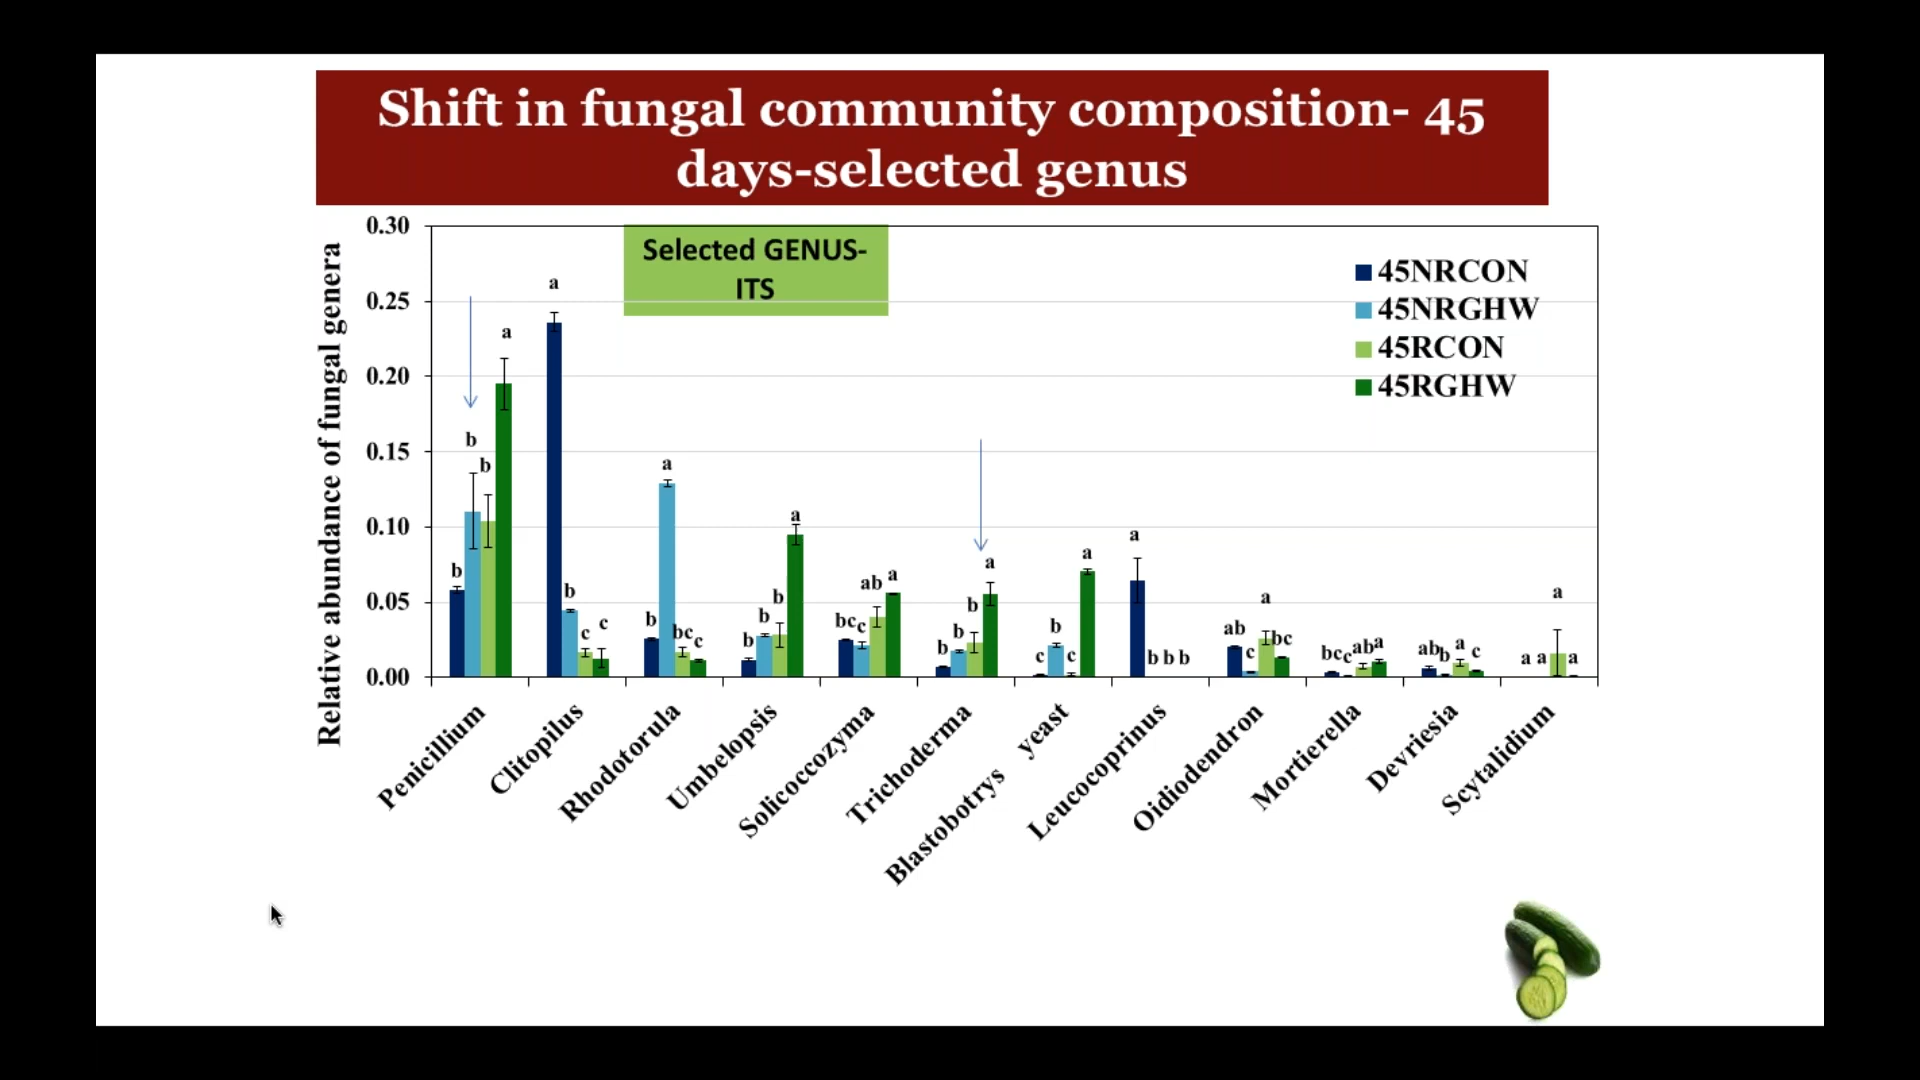 Shift in fungal community composition- 45
days-selected genus
Selected GENUS-
ITS
Relative abundance of fungal genera
0.30
0.25
0.20
0.15
0.10
0.05
0.00
45NRCON
45NRGHW
45RCON
45RGHW
b b b a
a b c c
b a bc c
b b b a
bc c ab a
b b b a
c b c a
a b b b
ab c a bc
bc c ab a
ab b a c
a a a a
Penicillium
Clitopilus
Rhodotorula
Umbelopsis
Solicoccozyma
Trichoderma
Blastobotrys yeast
Leucocoprinus
Oidiodendron
Mortierella
Devriesia
Scytalidium